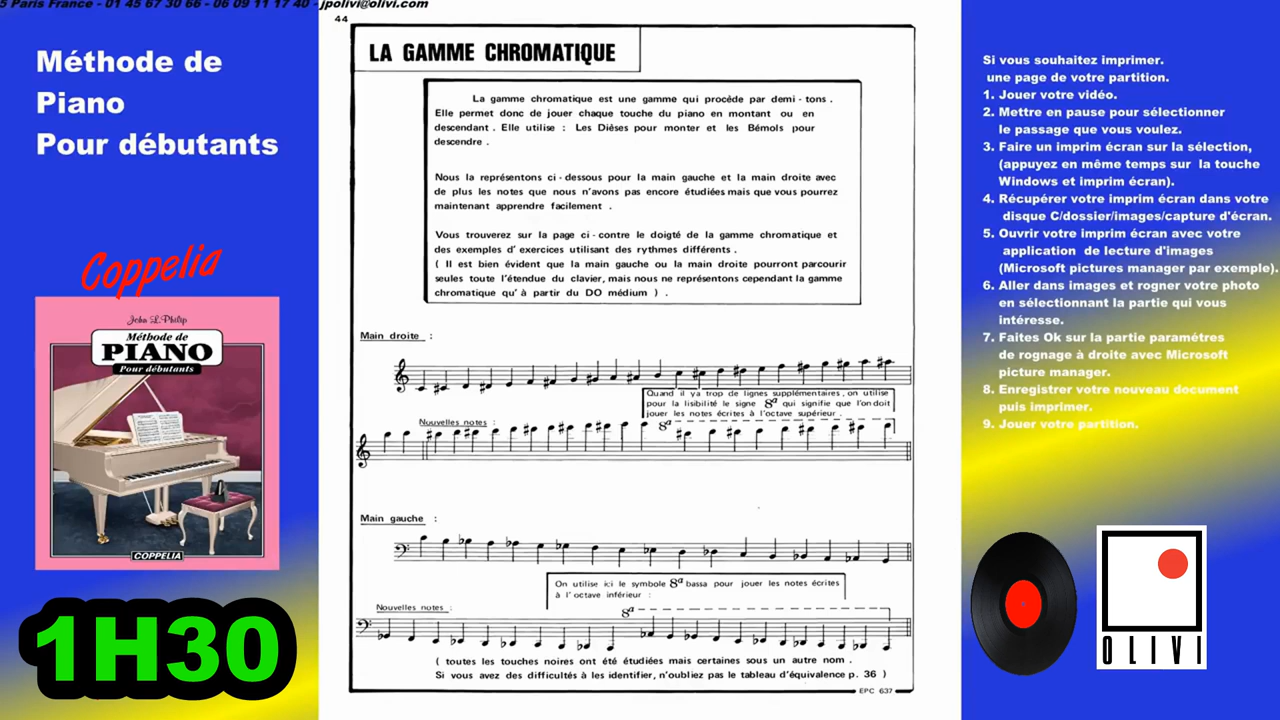 5 Paris France - 01 45 67 30 66 - 06 09 11 17 40 - jpolivi@olivi.com
Méthode de
Piano
Pour débutants
Coppelia
John L. Philip
Méthode de
PIANO
Pour débutants
COPPELIA
1H30
44
LA GAMME CHROMATIQUE
La gamme chromatique est une gamme qui procède par demi - tons .
Elle permet donc de jouer chaque touche du piano en montant ou en
descendant . Elle utilise : Les Dièses pour monter et les Bémols pour
descendre .
Nous la représentons ci - dessous pour la main gauche et la main droite avec
de plus les notes que nous n'avons pas encore étudiées mais que vous pourrez
maintenant apprendre facilement .
Vous trouverez sur la page ci - contre le doigté de la gamme chromatique et
des exemples d' exercices utilisant des rythmes différents .
( Il est bien évident que la main gauche ou la main droite pourront parcourir
seules toute l'étendue du clavier, mais nous ne représentons cependant la gamme
chromatique qu' à partir du DO médium ) .
Main droite :
Quand il y a trop de lignes supplémentaires, on utilise
pour la lisibilité le signe 8ª qui signifie que l'on doit
jouer les notes écrites à l'octave supérieur .
Nouvelles notes :
8ª
Main gauche :
On utilise ici le symbole 8ª bassa pour jouer les notes écrites
à l' octave inférieur :
Nouvelles notes :
8ª
( toutes les touches noires ont été étudiées mais certaines sous un autre nom .
Si vous avez des difficultés à les identifier, n'oubliez pas le tableau d'équivalence p. 36 )
EPC 637
Si vous souhaitez imprimer.
une page de votre partition.
1. Jouer votre vidéo.
2. Mettre en pause pour sélectionner
le passage que vous voulez.
3. Faire un imprim écran sur la sélection,
(appuyez en même temps sur la touche
Windows et imprim écran).
4. Récupérer votre imprim écran dans votre
disque C/dossier/images/capture d'écran.
5. Ouvrir votre imprim écran avec votre
application de lecture d'images
(Microsoft pictures manager par exemple).
6. Aller dans images et rogner votre photo
en sélectionnant la partie qui vous
intéresse.
7. Faites Ok sur la partie paramétres
de rognage à droite avec Microsoft
picture manager.
8. Enregistrer votre nouveau document
puis imprimer.
9. Jouer votre partition.
OLIVI